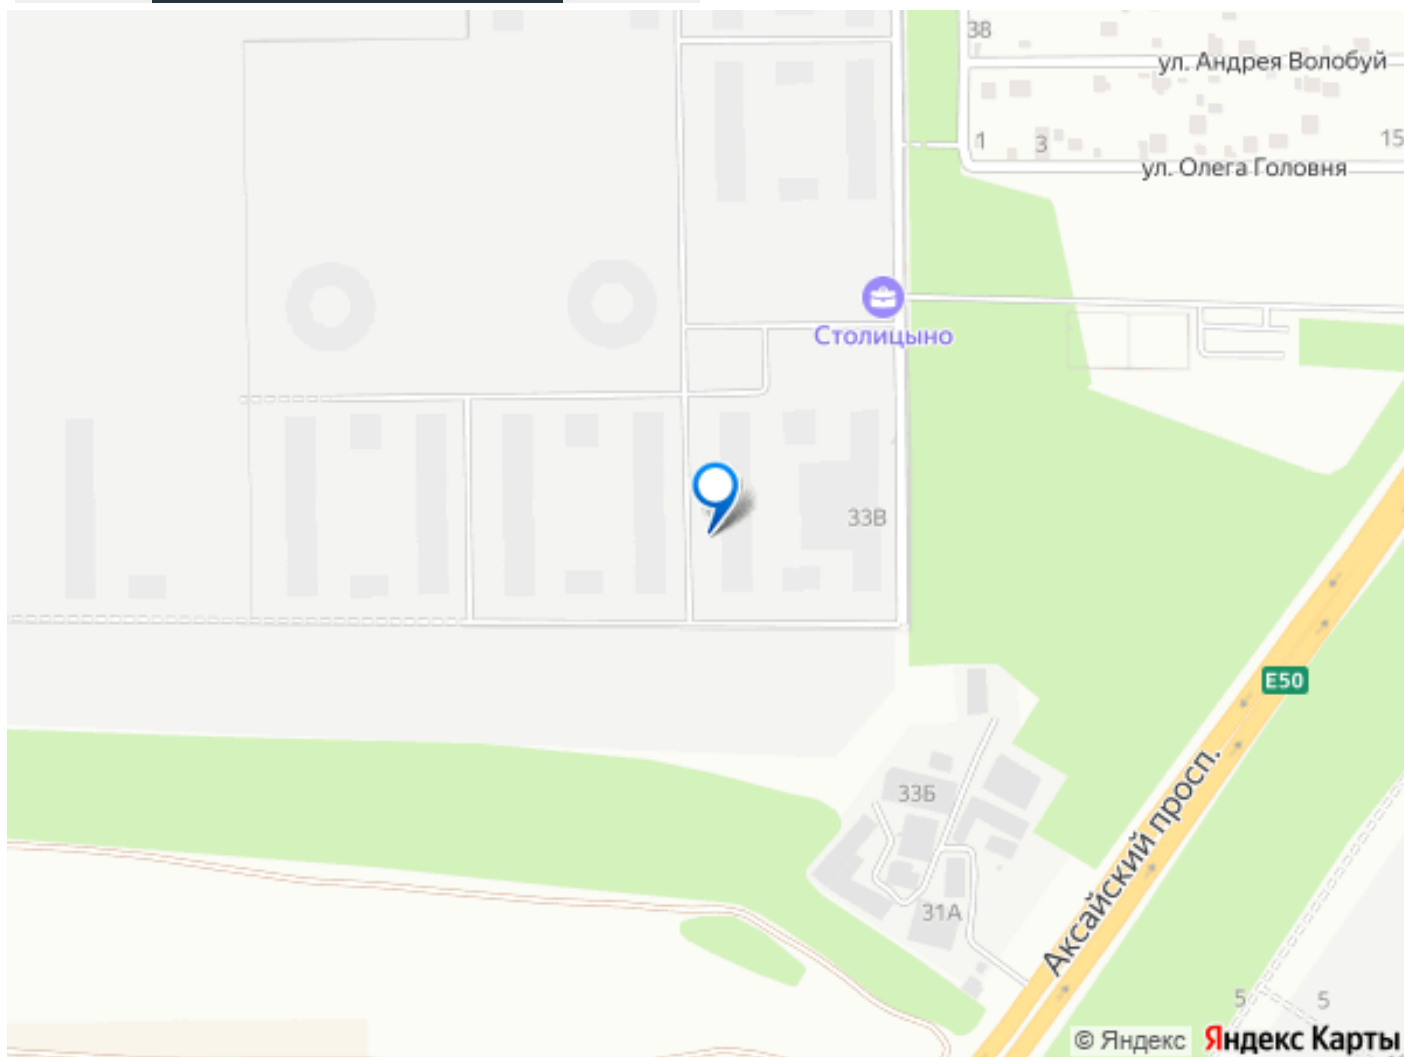 3В
ул. Андрея Волобуй
1
3
15
ул. Олега Головня
Столицыно
33В
E50
33Б
Аксайский просп.
31А
5
5
© Яндекс
Яндекс Карты